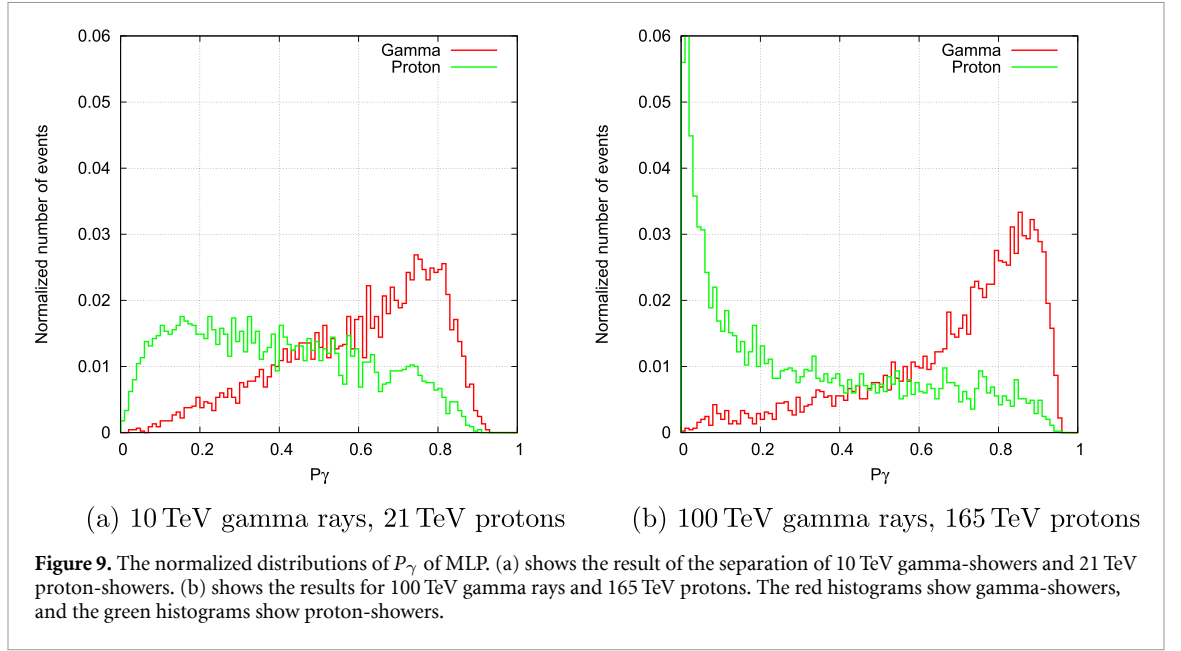 0.06
0.05
0.04
0.03
0.02
0.01
0
Normalized number of events
Gamma
Proton
0 0.2 0.4 0.6 0.8 1
Pγ
(a) 10 TeV gamma rays, 21 TeV protons
0.06
0.05
0.04
0.03
0.02
0.01
0
Normalized number of events
Gamma
Proton
0 0.2 0.4 0.6 0.8 1
Pγ
(b) 100 TeV gamma rays, 165 TeV protons
Figure 9. The normalized distributions of Pγ of MLP. (a) shows the result of the separation of 10 TeV gamma-showers and 21 TeV
proton-showers. (b) shows the results for 100 TeV gamma rays and 165 TeV protons. The red histograms show gamma-showers,
and the green histograms show proton-showers.